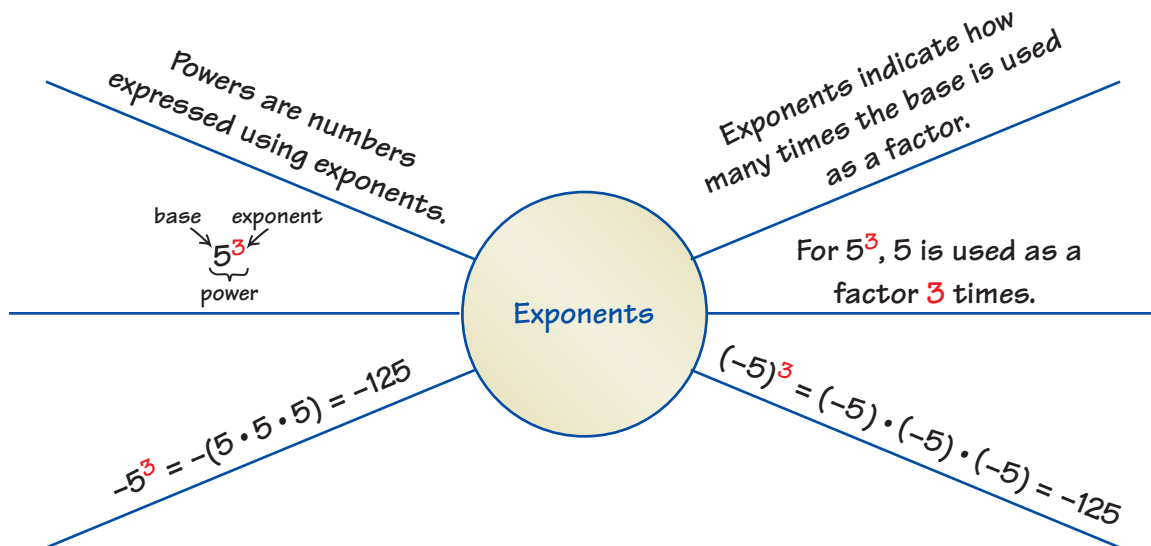 Powers are numbers
expressed using exponents.
Exponents indicate how
many times the base is used
as a factor.
base exponent
5³
power
For 5³, 5 is used as a
factor 3 times.
Exponents
-5³ = -(5 • 5 • 5) = -125
(-5)³ = (-5) • (-5) • (-5) = -125